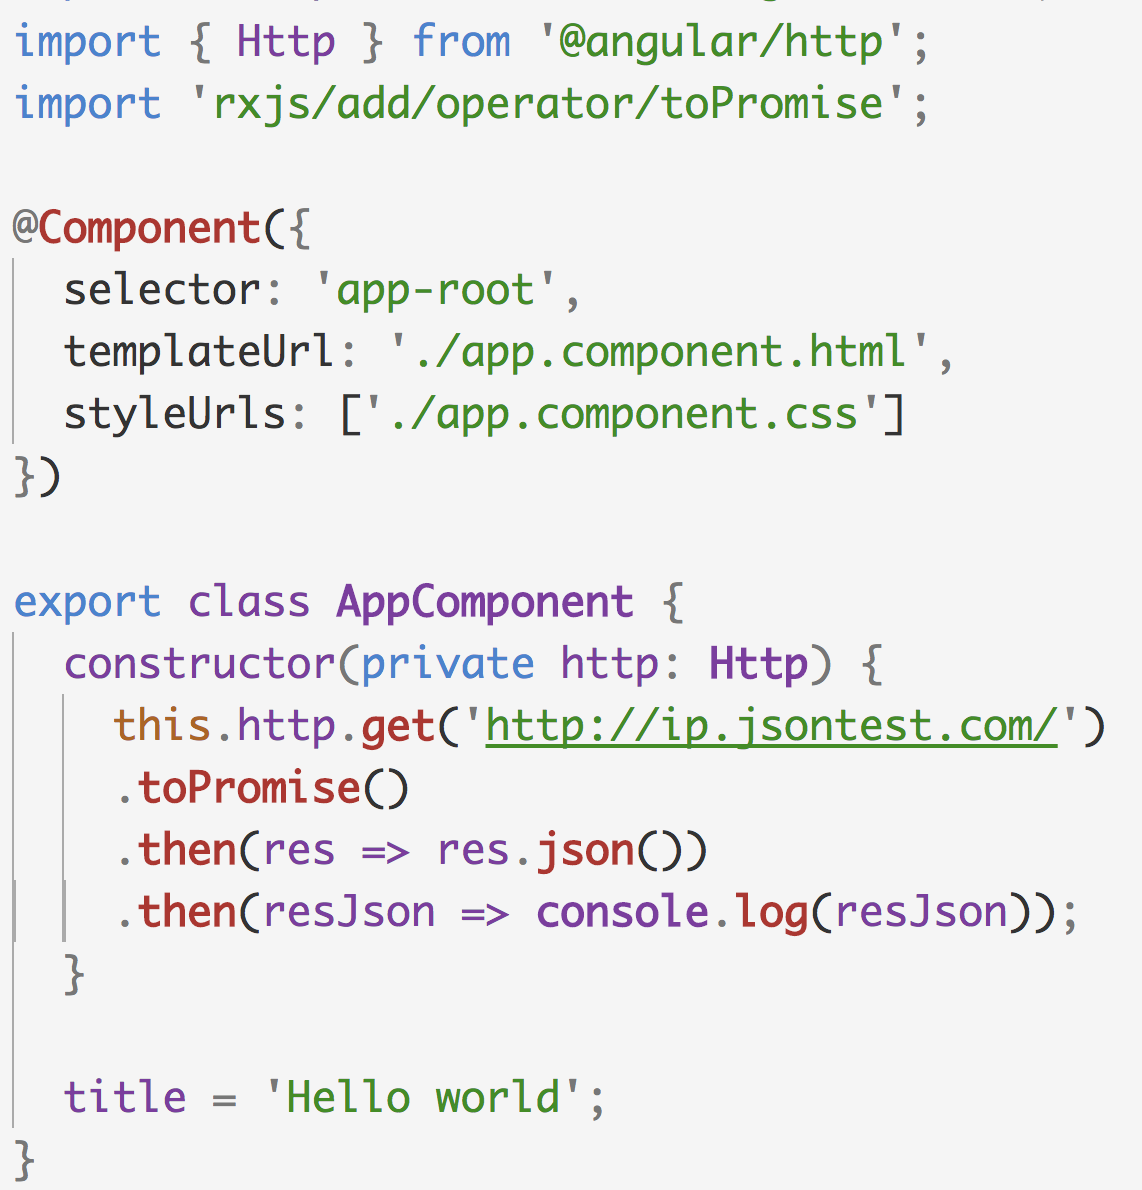 import { Http } from '@angular/http';
import 'rxjs/add/operator/toPromise';
@Component({
  selector: 'app-root',
  templateUrl: './app.component.html',
  styleUrls: ['./app.component.css']
})
export class AppComponent {
  constructor(private http: Http) {
    this.http.get('http://ip.jsontest.com/')
    .toPromise()
    .then(res => res.json())
    .then(resJson => console.log(resJson));
  }
  title = 'Hello world';
}